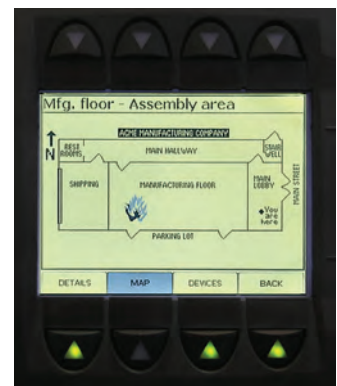 Mfg. floor - Assembly area
ACME MANUFACTURING COMPANY
N
REST
ROOMS
MAIN HALLWAY
STAIR
WELL
SHIPPING
MANUFACTURING FLOOR
MAIN
LOBBY
MAIN STREET
You
are
here
PARKING LOT
DETAILS
MAP
DEVICES
BACK